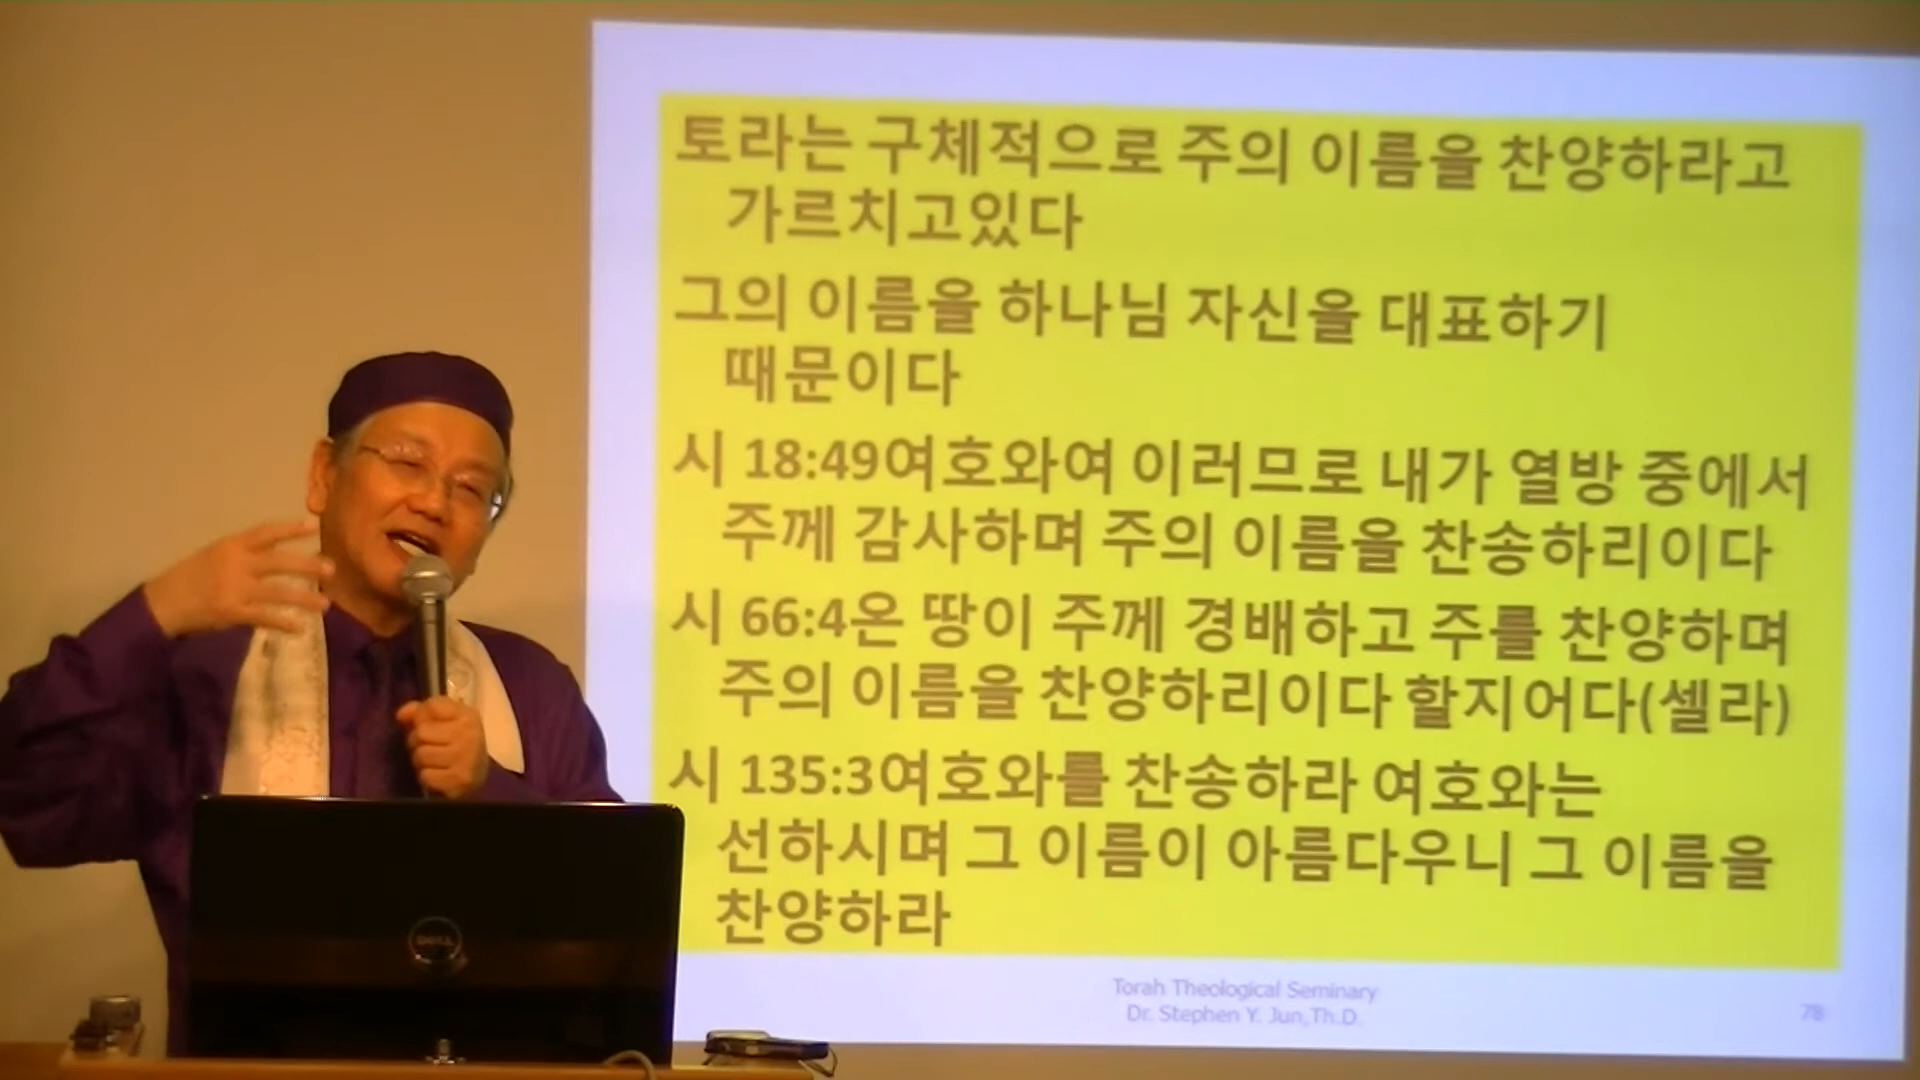 토라는 구체적으로 주의 이름을 찬양하라고
가르치고있다
그의 이름을 하나님 자신을 대표하기
때문이다
시 18:49여호와여 이러므로 내가 열방 중에서
주께 감사하며 주의 이름을 찬송하리이다
시 66:4온 땅이 주께 경배하고 주를 찬양하며
주의 이름을 찬양하리이다 할지어다(셀라)
시 135:3여호와를 찬송하라 여호와는
선하시며 그 이름이 아름다우니 그 이름을
찬양하라
Torah Theological Seminary
Dr. Stephen Y. Jun,Th.D.
78
DELL